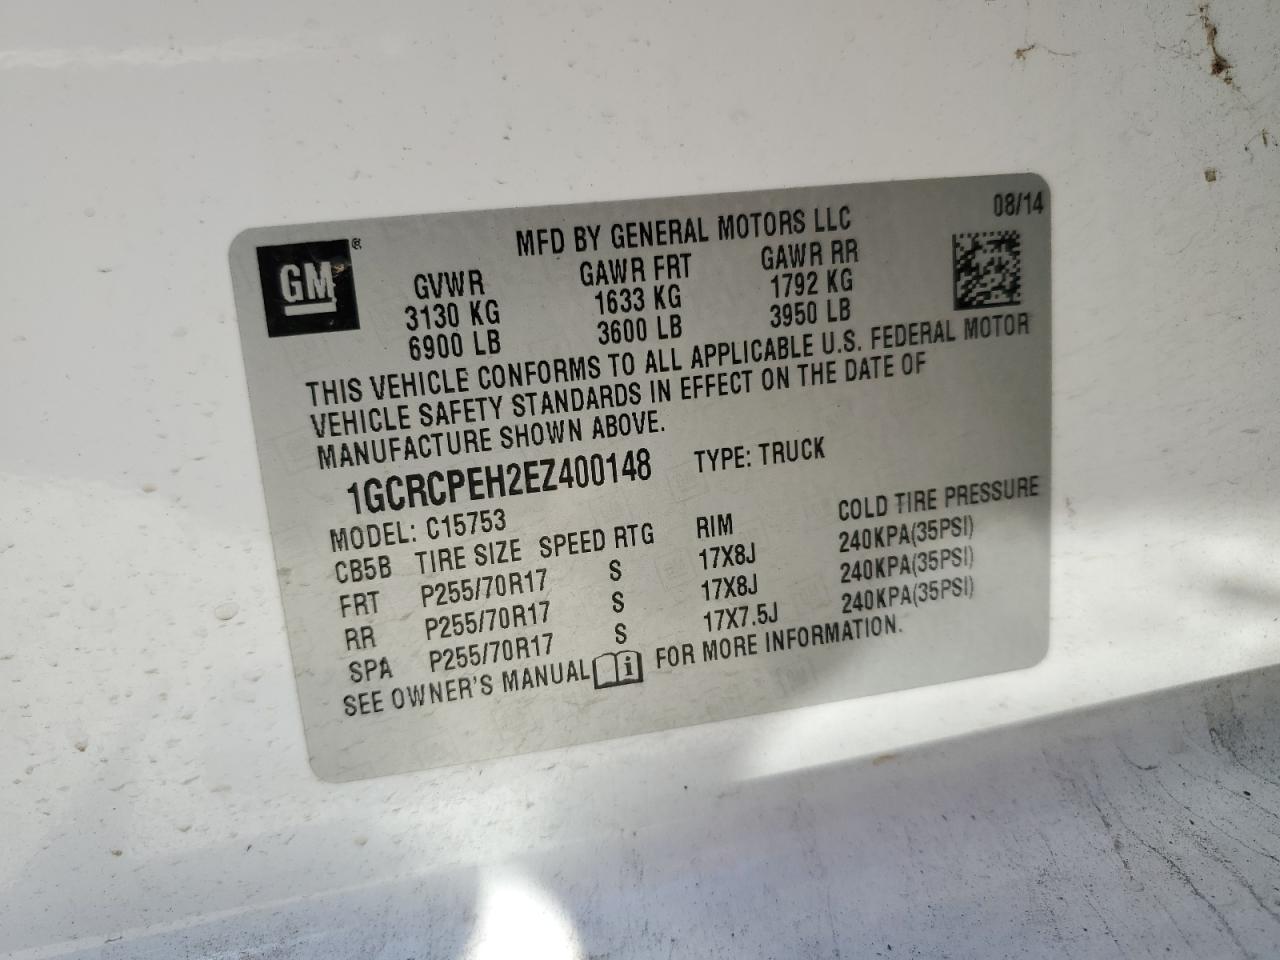 08/14
MFD BY GENERAL MOTORS LLC
GM®
GVWR GAWR FRT GAWR RR
3130 KG 1633 KG 1792 KG
6900 LB 3600 LB 3950 LB
THIS VEHICLE CONFORMS TO ALL APPLICABLE U.S. FEDERAL MOTOR
VEHICLE SAFETY STANDARDS IN EFFECT ON THE DATE OF
MANUFACTURE SHOWN ABOVE.
1GCRCPEH2EZ400148 TYPE: TRUCK
MODEL: C15753
CB5B TIRE SIZE SPEED RTG RIM COLD TIRE PRESSURE
FRT P255/70R17 S 17X8J 240KPA(35PSI)
RR P255/70R17 S 17X8J 240KPA(35PSI)
SPA P255/70R17 S 17X7.5J 240KPA(35PSI)
SEE OWNER'S MANUAL i FOR MORE INFORMATION.